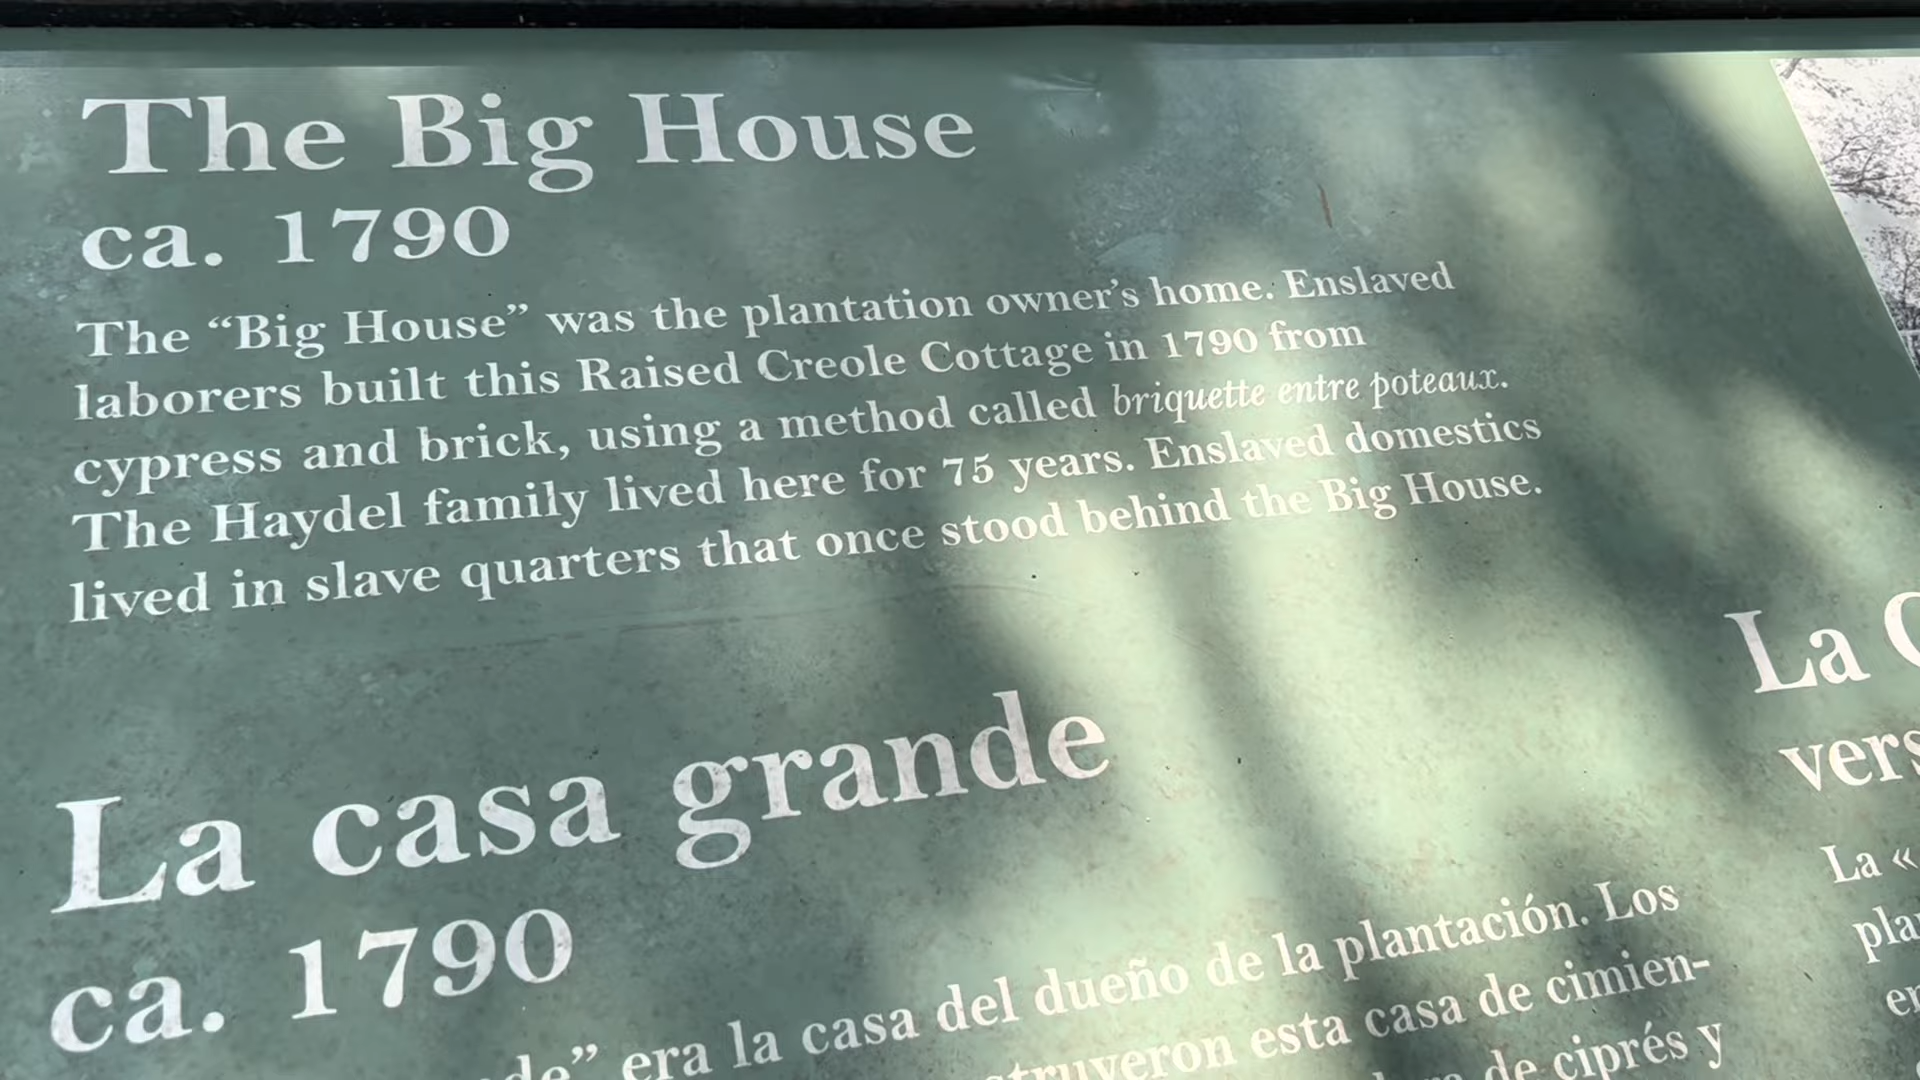 The Big House
ca. 1790
The “Big House” was the plantation owner’s home. Enslaved
laborers built this Raised Creole Cottage in 1790 from
cypress and brick, using a method called briquette entre poteaux.
The Haydel family lived here for 75 years. Enslaved domestics
lived in slave quarters that once stood behind the Big House.
La casa grande
ca. 1790
era la casa del dueño de la plantación. Los
esta casa de cimien-
de ciprés y
La
La «